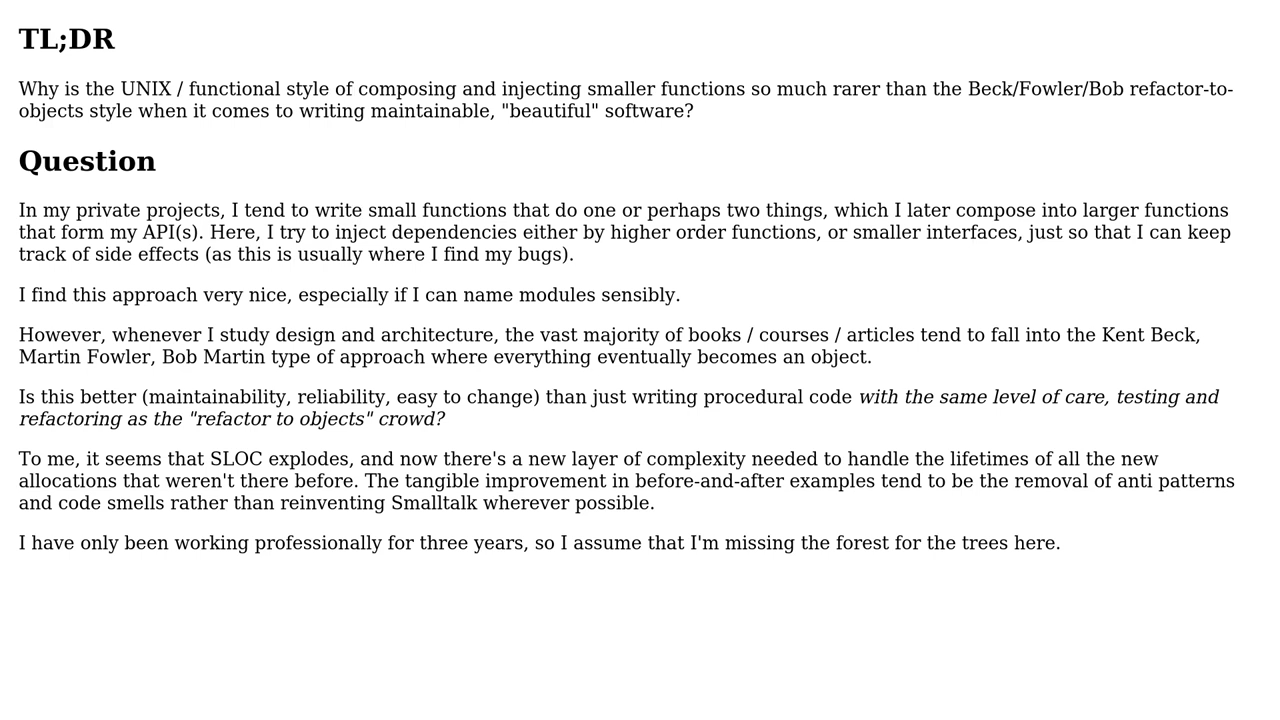 TL;DR
Why is the UNIX / functional style of composing and injecting smaller functions so much rarer than the Beck/Fowler/Bob refactor-to-
objects style when it comes to writing maintainable, "beautiful" software?
Question
In my private projects, I tend to write small functions that do one or perhaps two things, which I later compose into larger functions
that form my API(s). Here, I try to inject dependencies either by higher order functions, or smaller interfaces, just so that I can keep
track of side effects (as this is usually where I find my bugs).
I find this approach very nice, especially if I can name modules sensibly.
However, whenever I study design and architecture, the vast majority of books / courses / articles tend to fall into the Kent Beck,
Martin Fowler, Bob Martin type of approach where everything eventually becomes an object.
Is this better (maintainability, reliability, easy to change) than just writing procedural code with the same level of care, testing and
refactoring as the "refactor to objects" crowd?
To me, it seems that SLOC explodes, and now there's a new layer of complexity needed to handle the lifetimes of all the new
allocations that weren't there before. The tangible improvement in before-and-after examples tend to be the removal of anti patterns
and code smells rather than reinventing Smalltalk wherever possible.
I have only been working professionally for three years, so I assume that I'm missing the forest for the trees here.